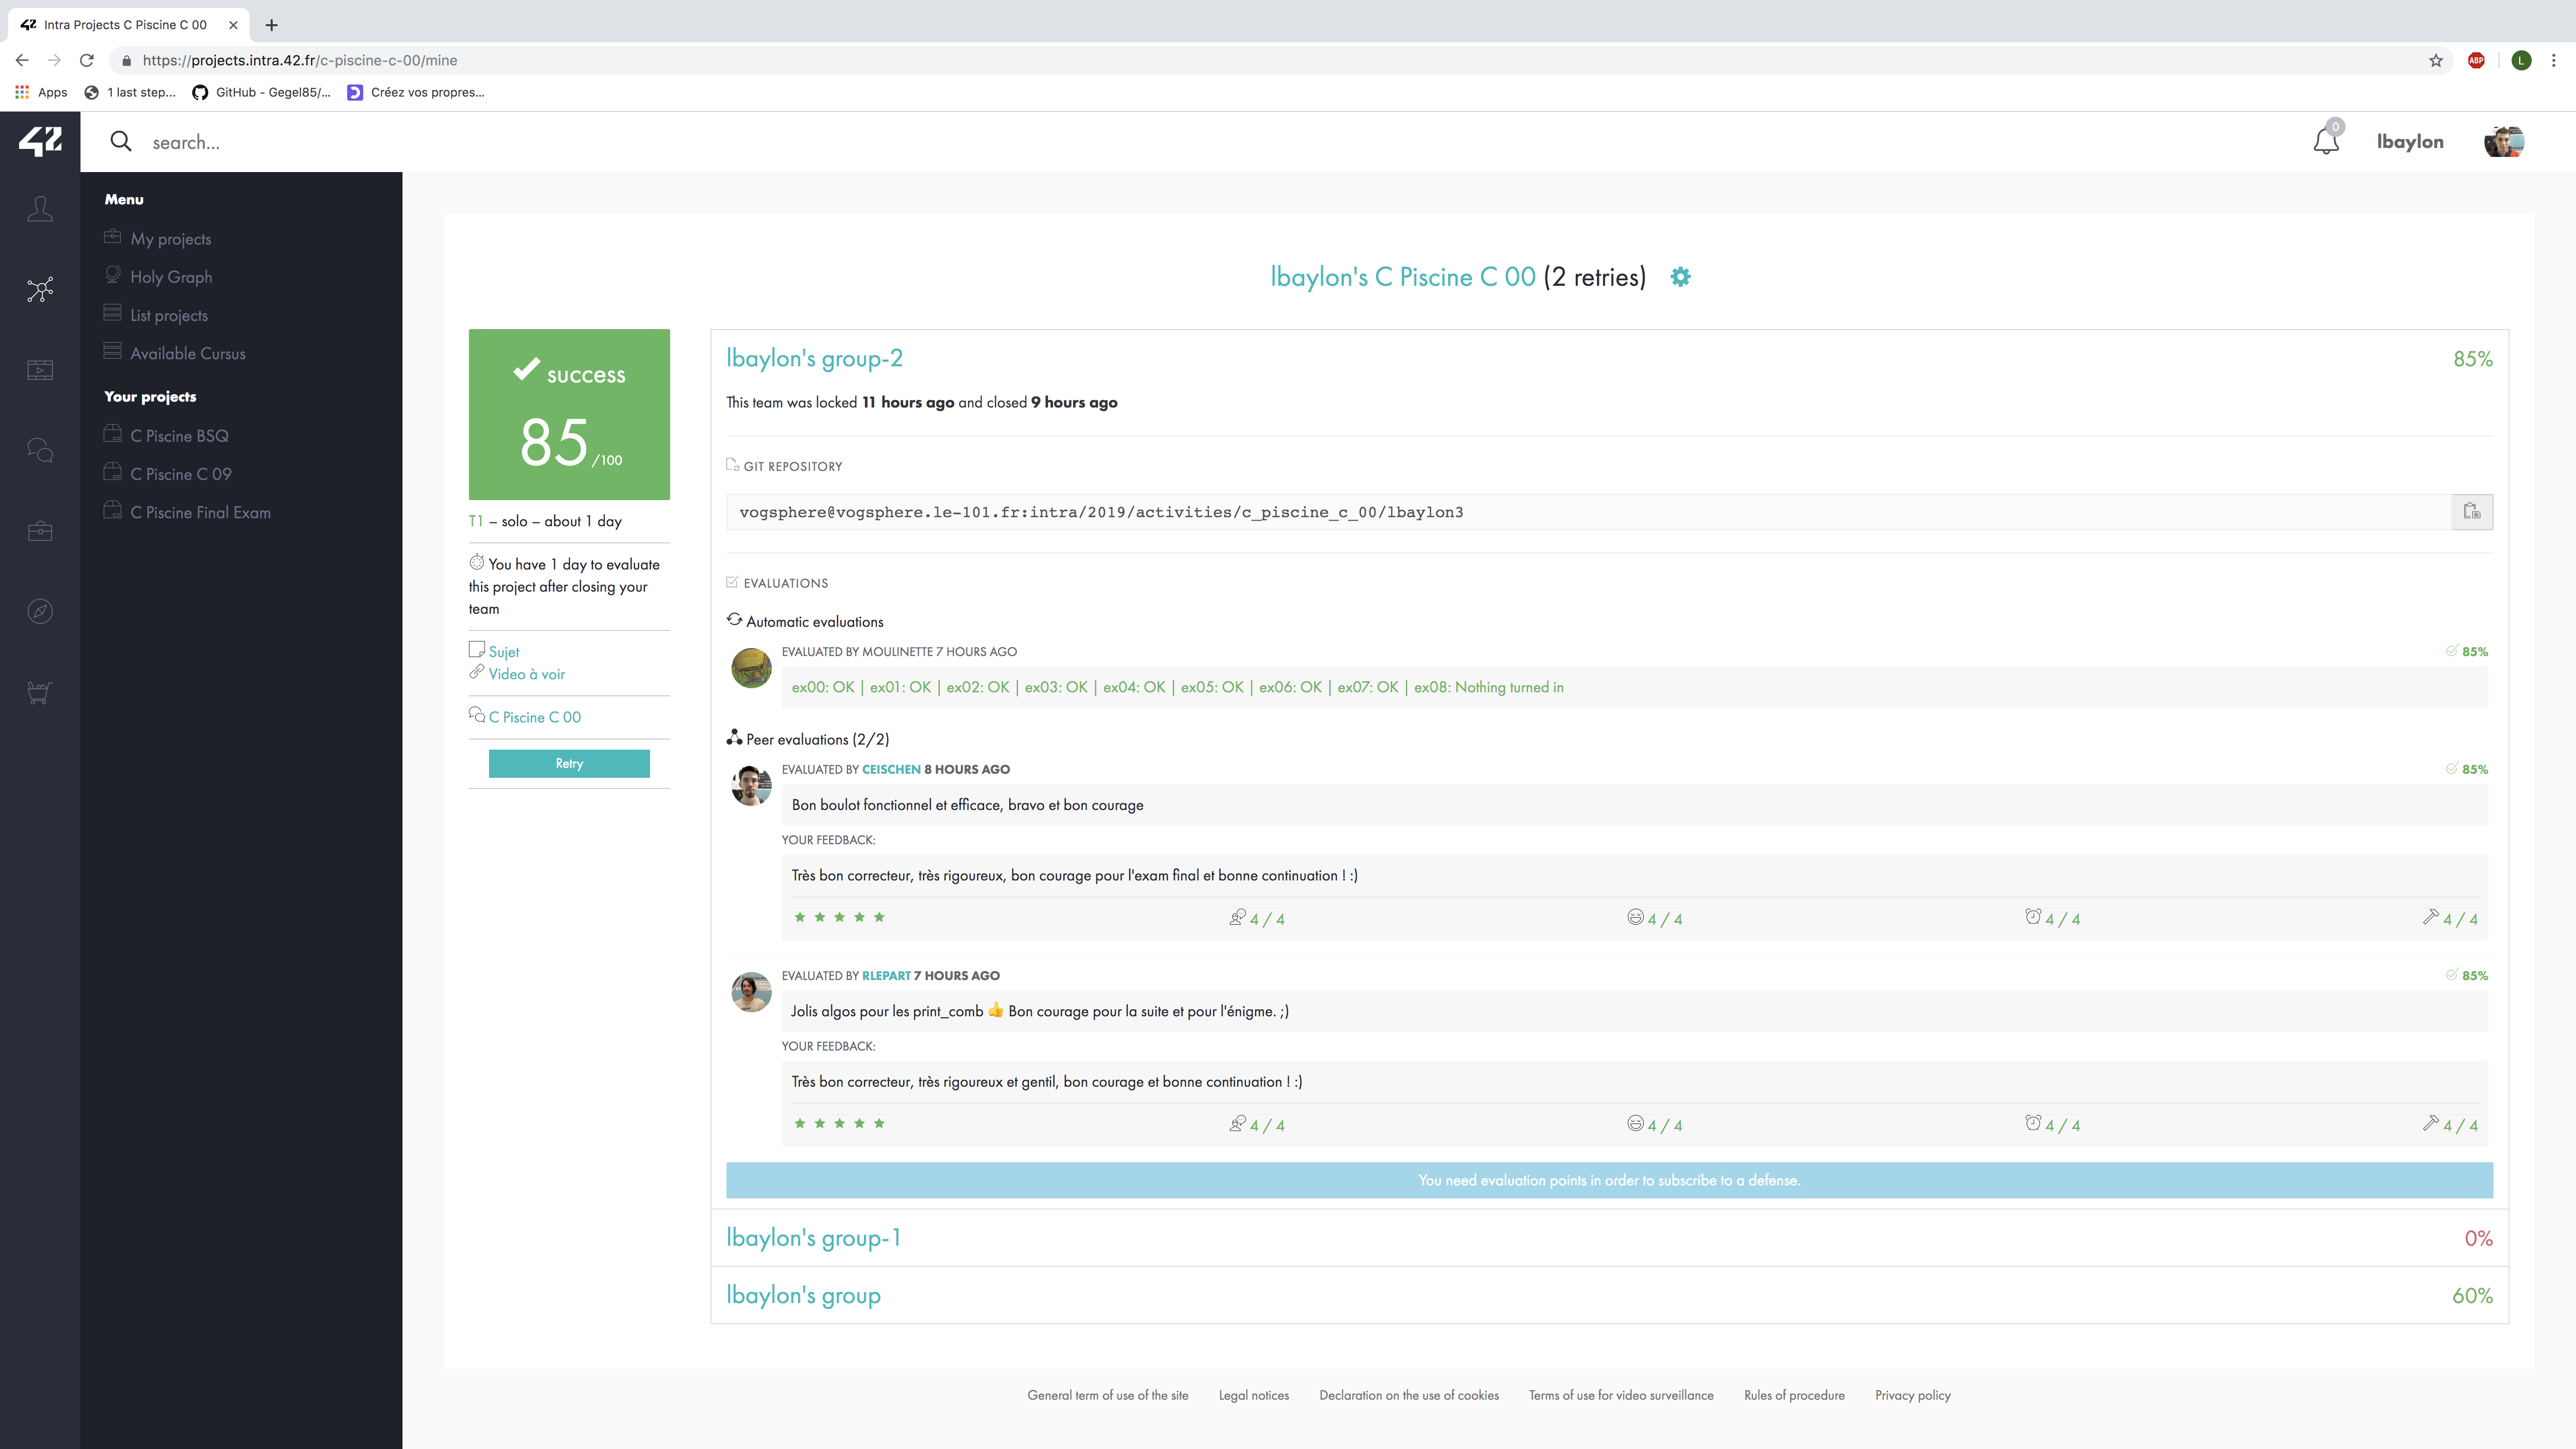 Intra Projects C Piscine C 00
https://projects.intra.42.fr/c-piscine-c-00/mine
ABP
L
Apps
1 last step...
GitHub - Gegel85/...
Créez vos propres...
42
search...
0
lbaylon
Menu
My projects
Holy Graph
List projects
Available Cursus
Your projects
C Piscine BSQ
C Piscine C 09
C Piscine Final Exam
lbaylon's C Piscine C 00 (2 retries)
success
85 /100
T1 – solo – about 1 day
You have 1 day to evaluate
this project after closing your
team
Sujet
Video à voir
C Piscine C 00
Retry
lbaylon's group-2
85%
This team was locked 11 hours ago and closed 9 hours ago
GIT REPOSITORY
vogsphere@vogsphere.le-101.fr:intra/2019/activities/c_piscine_c_00/lbaylon3
EVALUATIONS
Automatic evaluations
EVALUATED BY MOULINETTE 7 HOURS AGO
85%
ex00: OK | ex01: OK | ex02: OK | ex03: OK | ex04: OK | ex05: OK | ex06: OK | ex07: OK | ex08: Nothing turned in
Peer evaluations (2/2)
EVALUATED BY CEISCHEN 8 HOURS AGO
85%
Bon boulot fonctionnel et efficace, bravo et bon courage
YOUR FEEDBACK:
Très bon correcteur, très rigoureux, bon courage pour l'exam final et bonne continuation ! :)
★ ★ ★ ★ ★ 4 / 4 4 / 4 4 / 4 4 / 4
EVALUATED BY RLEPART 7 HOURS AGO
85%
Jolis algos pour les print_comb 👍 Bon courage pour la suite et pour l'énigme. ;)
YOUR FEEDBACK:
Très bon correcteur, très rigoureux et gentil, bon courage et bonne continuation ! :)
★ ★ ★ ★ ★ 4 / 4 4 / 4 4 / 4 4 / 4
You need evaluation points in order to subscribe to a defense.
lbaylon's group-1
0%
lbaylon's group
60%
General term of use of the site Legal notices Declaration on the use of cookies Terms of use for video surveillance Rules of procedure Privacy policy